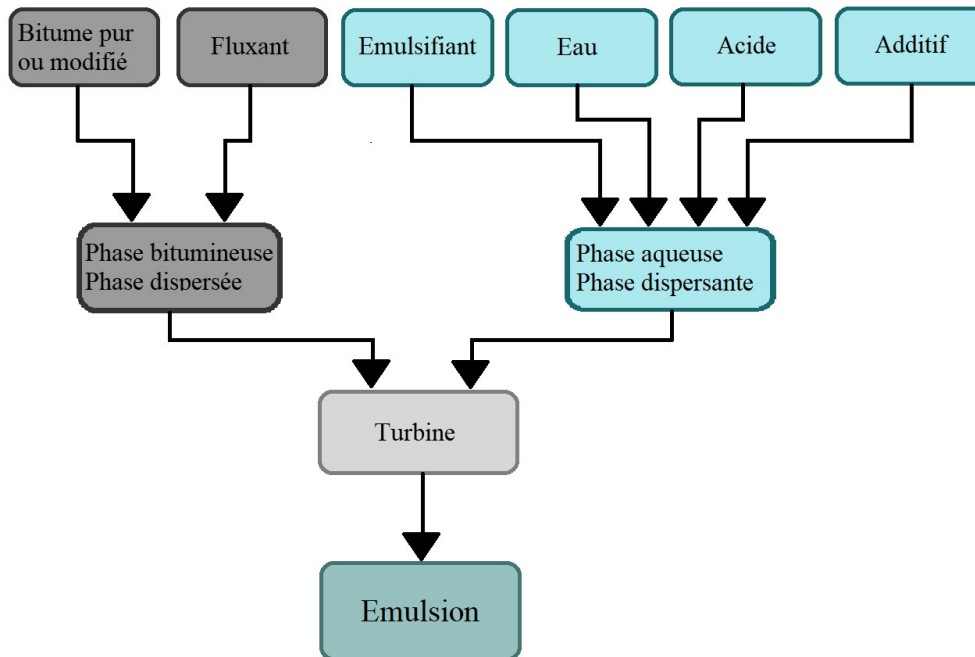 Bitume pur
ou modifié
Fluxant
Emulsifiant
Eau
Acide
Additif
Phase bitumineuse
Phase dispersée
Phase aqueuse
Phase dispersante
Turbine
Emulsion